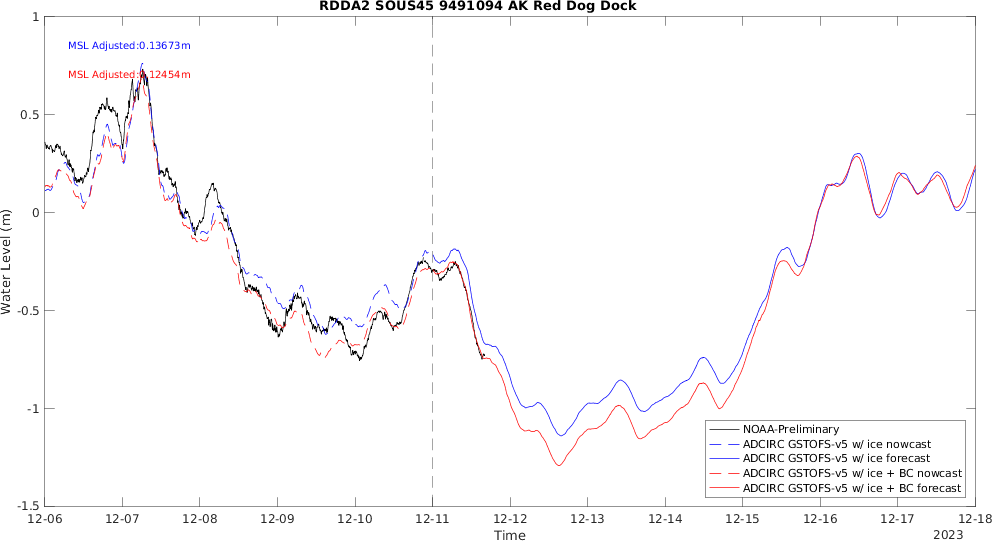 RDDA2 SOUS45 9491094 AK Red Dog Dock
MSL Adjusted:0.13673m
MSL Adjusted:0.12454m
Water Level (m)
1
0.5
0
-0.5
-1
-1.5
12-06 12-07 12-08 12-09 12-10 12-11 12-12 12-13 12-14 12-15 12-16 12-17 12-18
Time
2023
NOAA-Preliminary
ADCIRC GSTOFS-v5 w/ ice nowcast
ADCIRC GSTOFS-v5 w/ ice forecast
ADCIRC GSTOFS-v5 w/ ice + BC nowcast
ADCIRC GSTOFS-v5 w/ ice + BC forecast